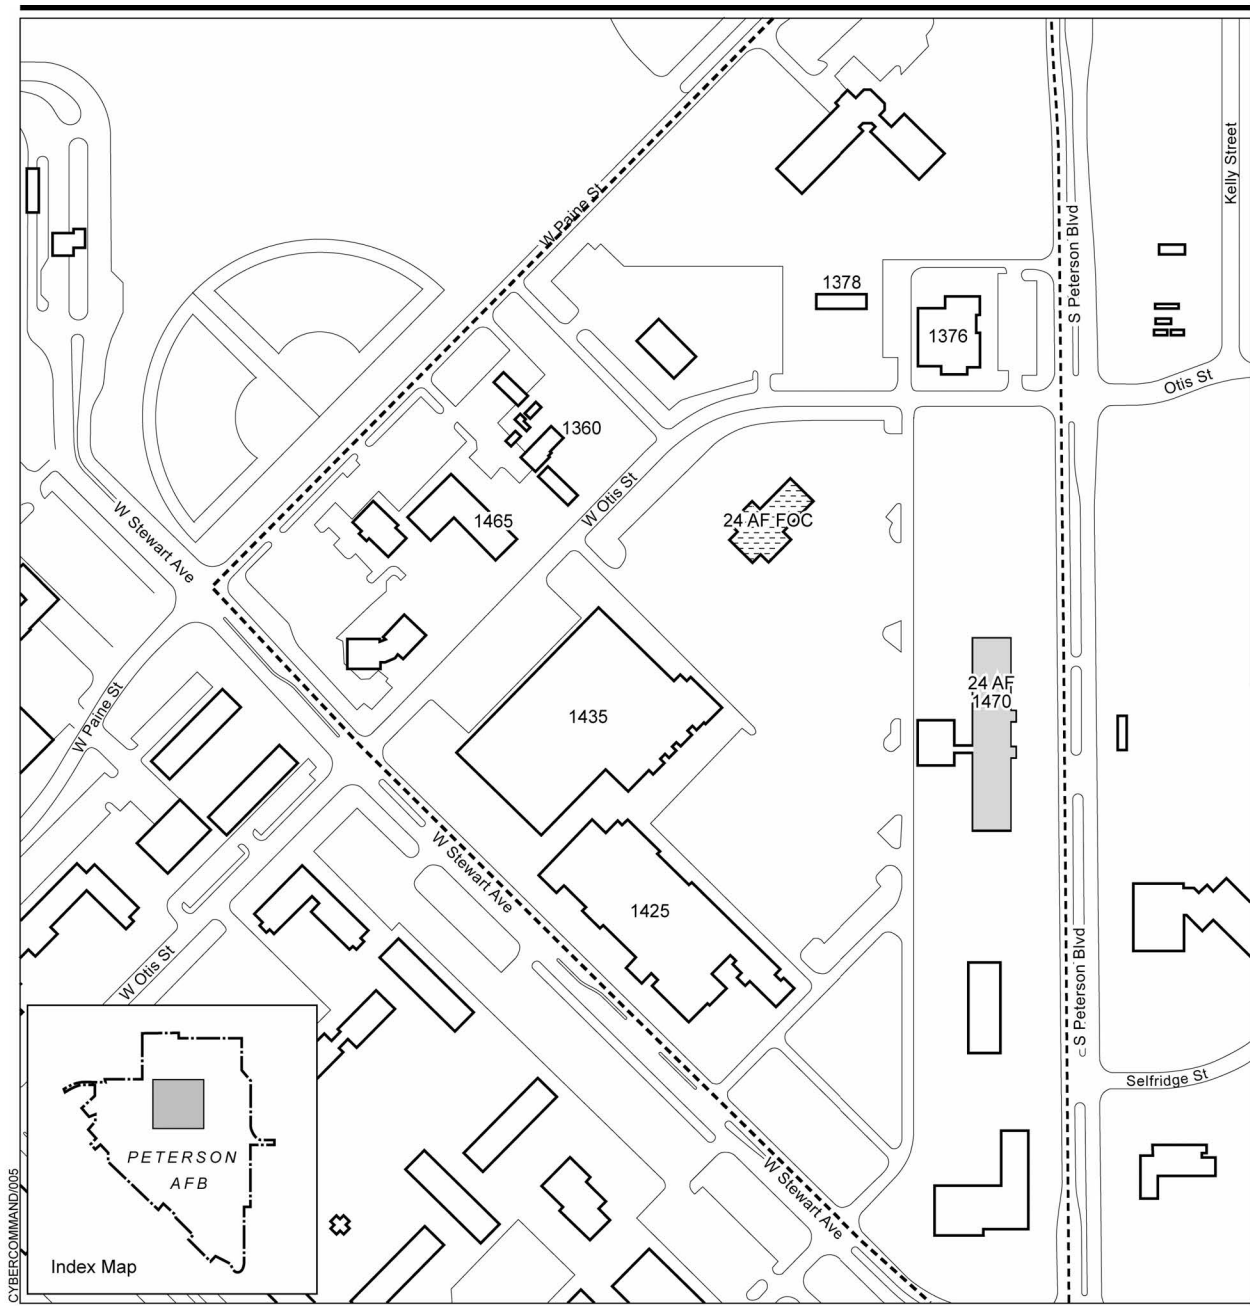 Kelly Street
W Paine St
S Peterson Blvd
1378
1376
Otis St
1360
W Otis St
1465
24 AF FOC
W Stewart Ave
24 AF
1470
1435
W Paine St
W Stewart Ave
1425
S Peterson Blvd
W Otis St
Selfridge St
W Stewart Ave
PETERSON
AFB
Index Map
CYBERCOMMAND/005